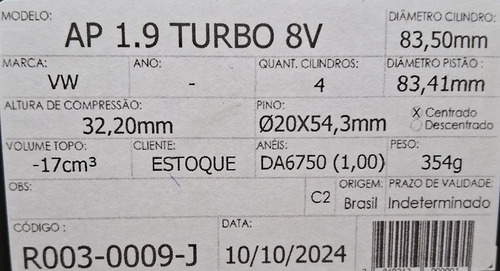 MODELO:
AP 1.9 TURBO 8V
DIÂMETRO CILINDRO:
83,50mm
MARCA:
VW
ANO:
-
QUANT. CILINDROS:
4
DIÂMETRO PISTÃO:
83,41mm
ALTURA DE COMPRESSÃO:
32,20mm
PINO:
Ø20X54,3mm
X Centrado
Descentrado
VOLUME TOPO:
-17cm³
CLIENTE:
ESTOQUE
ANÉIS:
DA6750 (1,00)
PESO:
354g
OBS:
C2
ORIGEM:
Brasil
PRAZO DE VALIDADE:
Indeterminado
CÓDIGO :
R003-0009-J
DATA:
10/10/2024